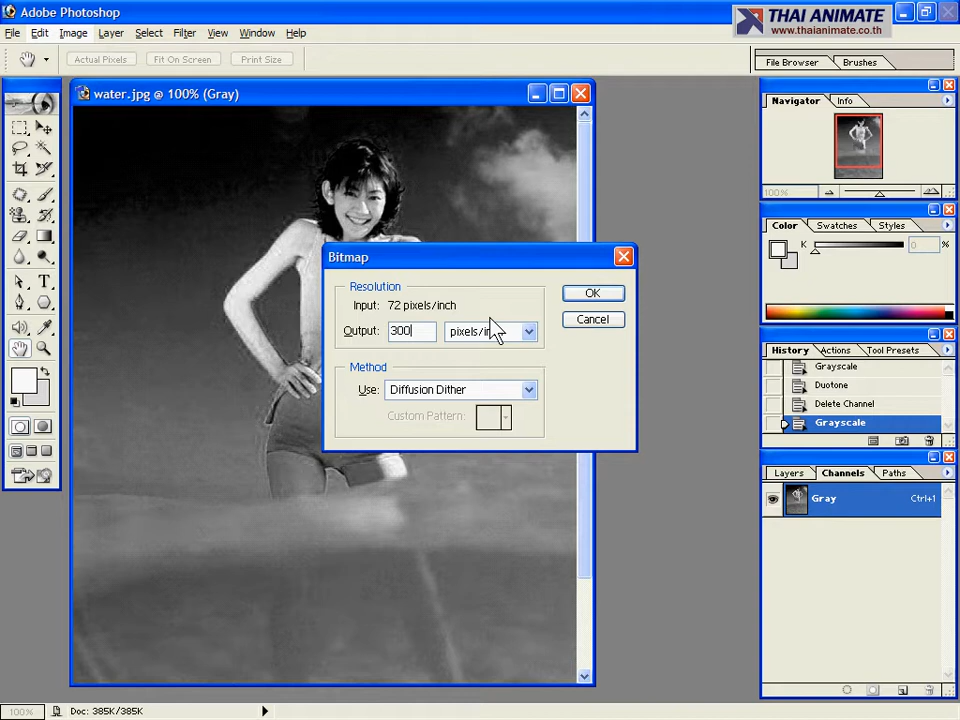 Adobe Photoshop
THAI ANIMATE
www.thaianimate.co.th
File Edit Image Layer Select Filter View Window Help
Actual Pixels Fit On Screen Print Size
File Browser Brushes
water.jpg @ 100% (Gray)
Navigator Info
100%
Color Swatches Styles
K 0 %
Bitmap
Resolution
Input: 72 pixels/inch
Output: 300
OK
Cancel
Method
Use: Diffusion Dither
Custom Pattern:
History Actions Tool Presets
Grayscale
Duotone
Delete Channel
Grayscale
Layers Channels Paths
Gray Ctrl+1
T
100% Doc: 385K/385K